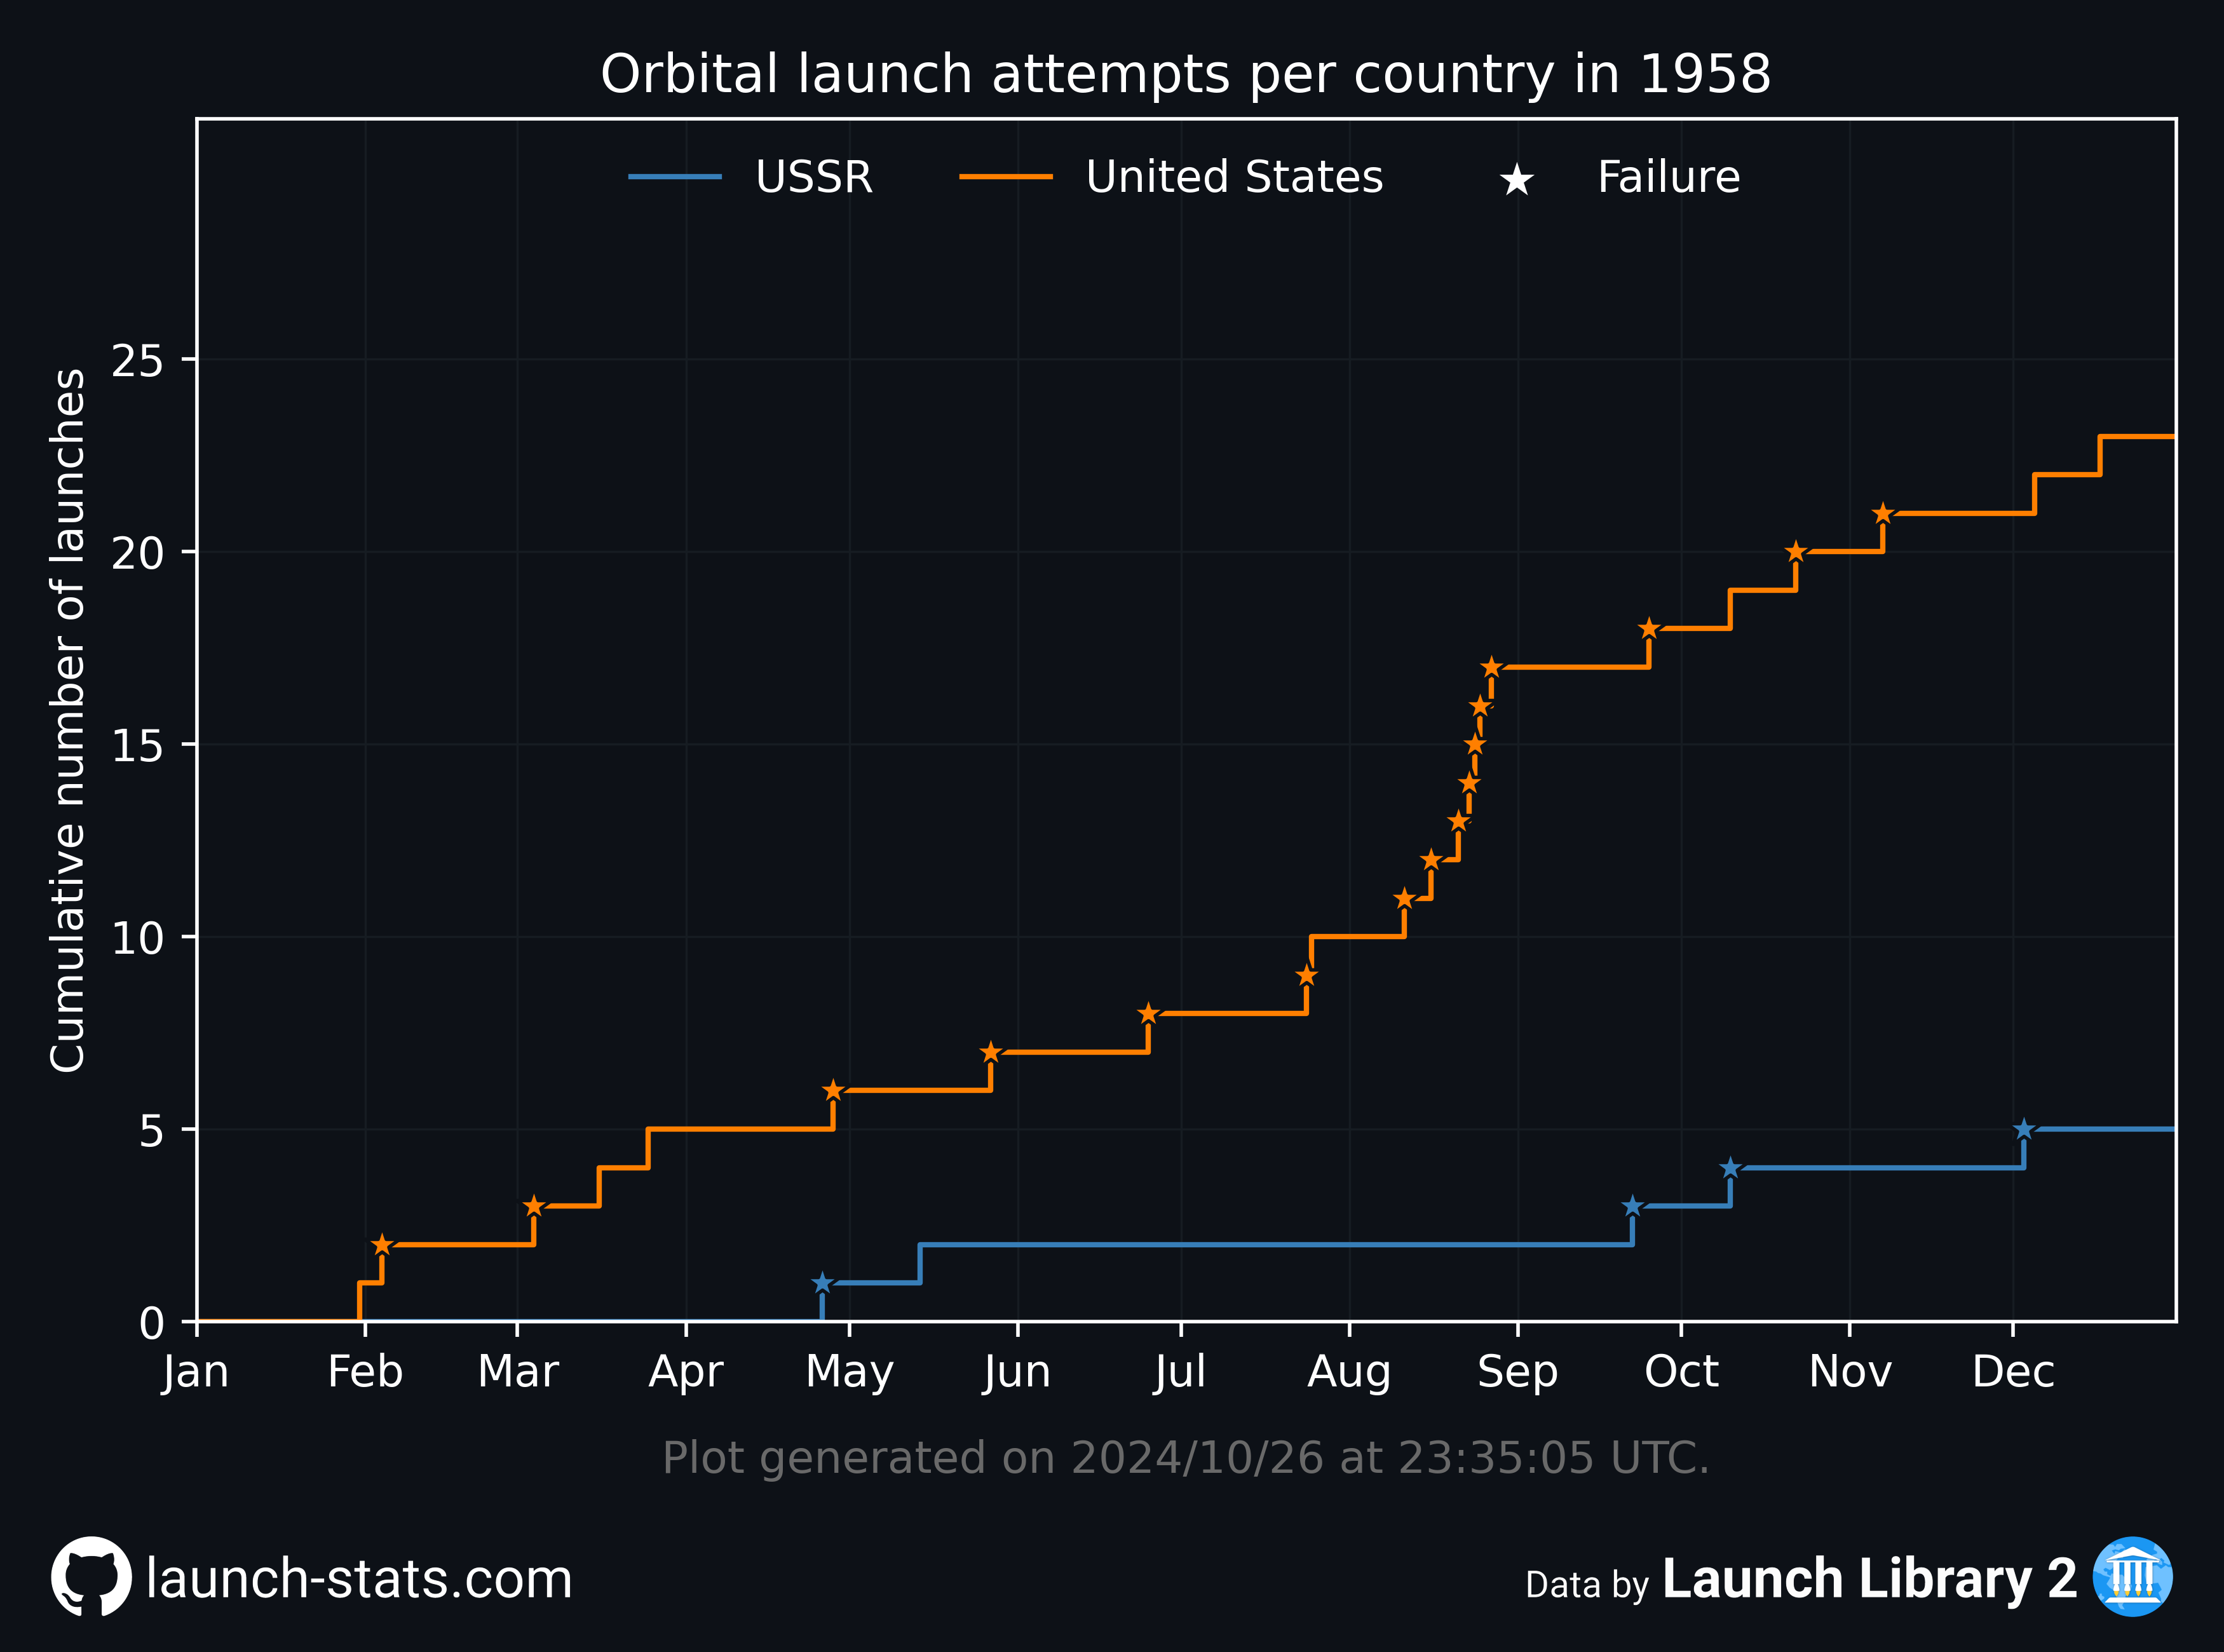 Orbital launch attempts per country in 1958
USSR United States Failure
Cumulative number of launches
25
20
15
10
5
0
Jan Feb Mar Apr May Jun Jul Aug Sep Oct Nov Dec
Plot generated on 2024/10/26 at 23:35:05 UTC.
launch-stats.com
Data by Launch Library 2